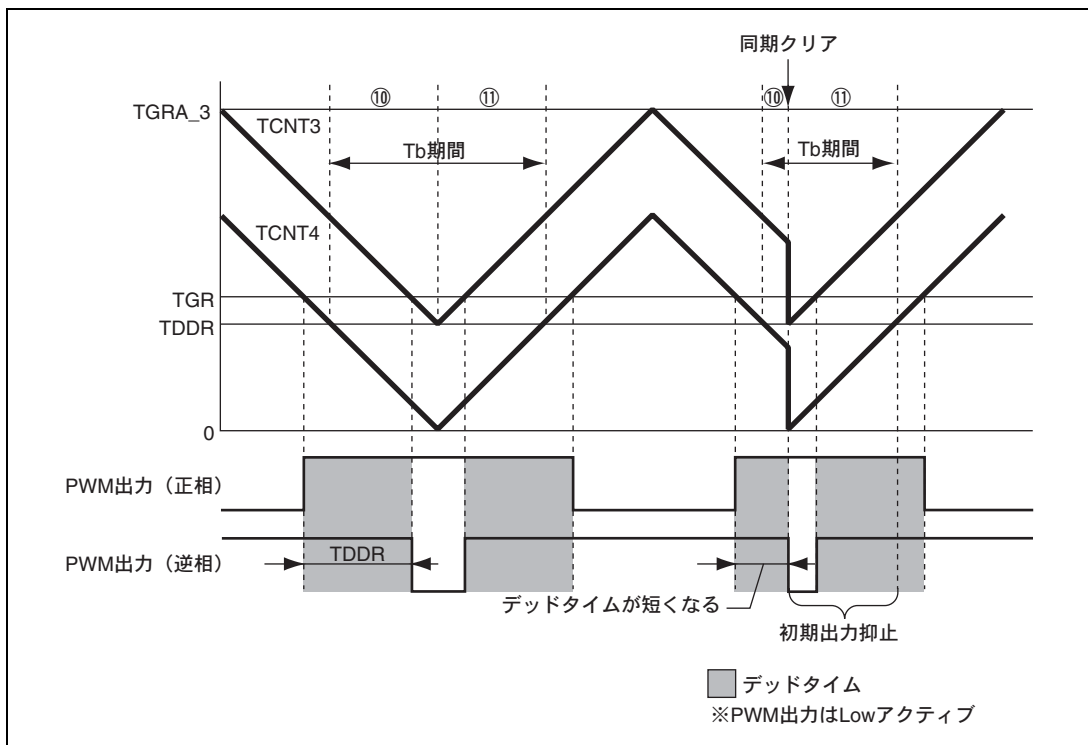 同期クリア
⑩ ⑪ ⑩ ⑪
TGRA_3
TCNT3
Tb期間 Tb期間
TCNT4
TGR
TDDR
0
PWM出力（正相）
TDDR
PWM出力（逆相）
デッドタイムが短くなる
初期出力抑止
デッドタイム
※PWM出力はLowアクティブ